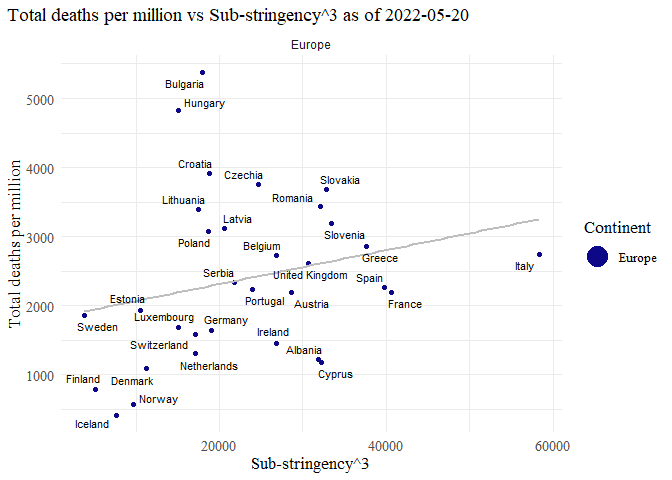 Total deaths per million vs Sub-stringency^3 as of 2022-05-20
Europe
Bulgaria
Hungary
Croatia
Czechia
Slovakia
Lithuania
Romania
Latvia
Poland
Slovenia
Belgium
Greece
Italy
Serbia
United Kingdom
Spain
Estonia
Portugal
Austria
France
Sweden
Luxembourg
Germany
Ireland
Switzerland
Albania
Netherlands
Cyprus
Finland
Denmark
Norway
Iceland
5000
4000
3000
2000
1000
Total deaths per million
20000
40000
60000
Sub-stringency^3
Continent
Europe